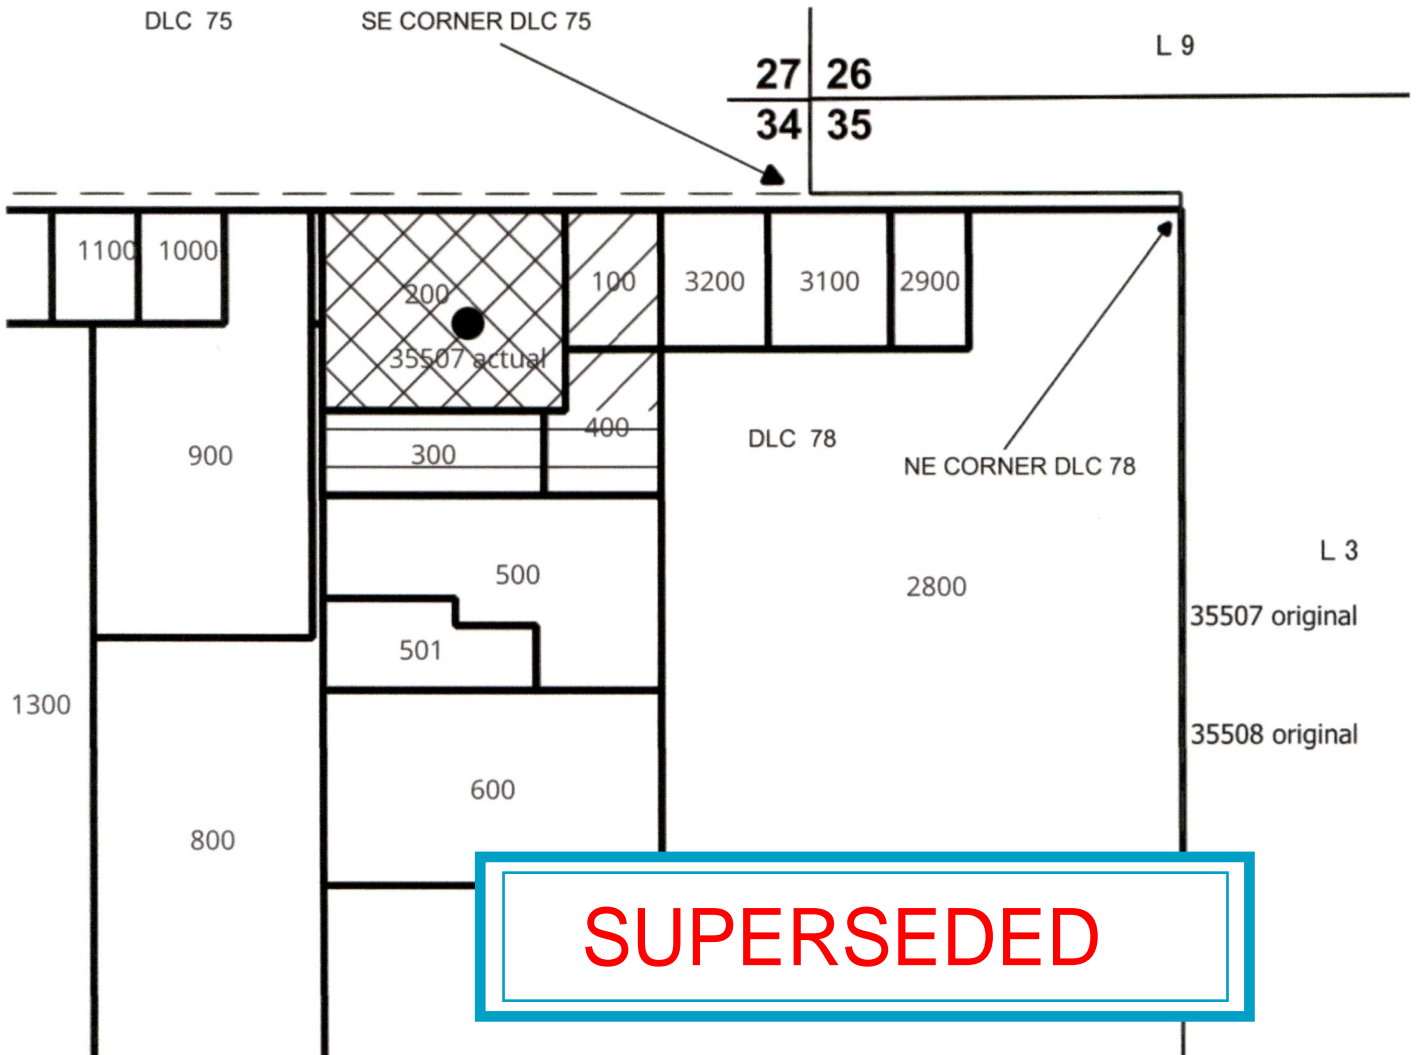 DLC 75
SE CORNER DLC 75
L 9
27 26
34 35
1100 1000
200
100
3200
3100
2900
35507 actual
400
300
900
DLC 78
NE CORNER DLC 78
L 3
500
2800
35507 original
501
1300
35508 original
600
800
SUPERSEDED